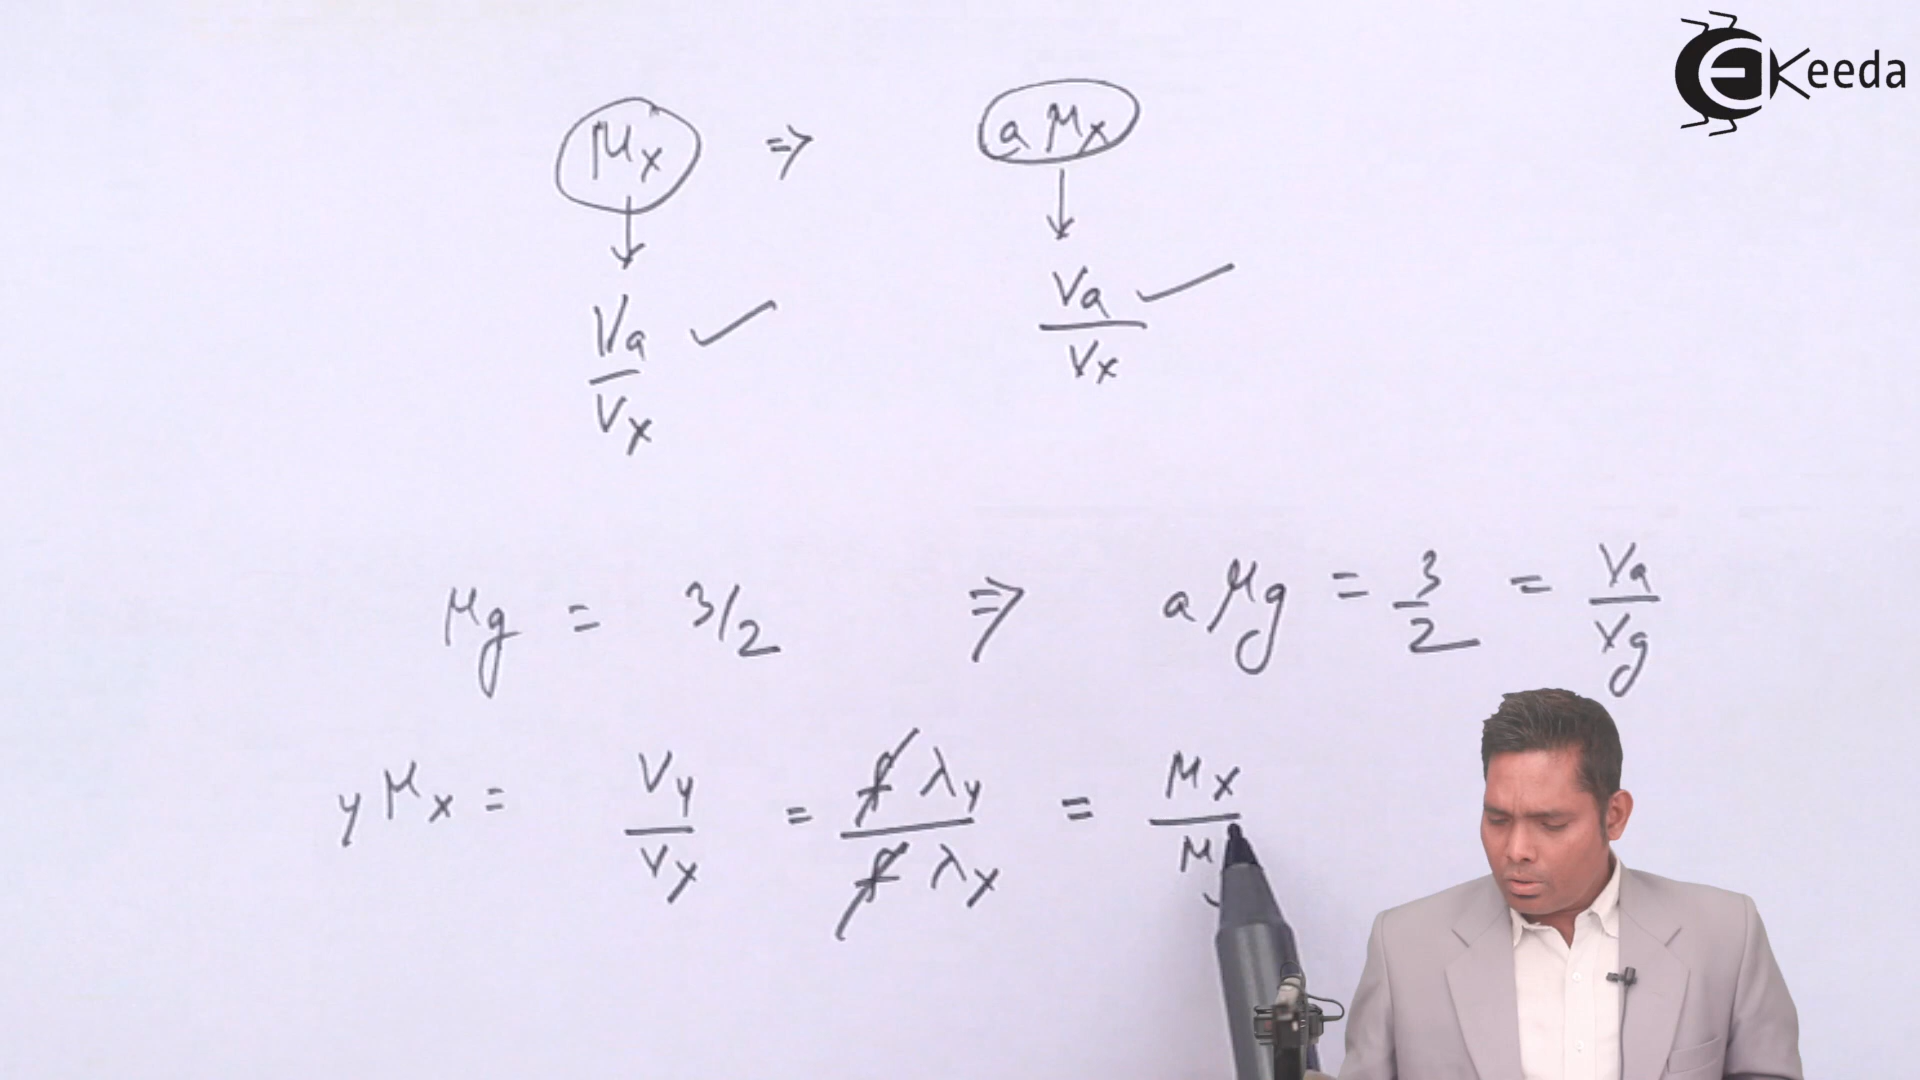 EKeeda
μx ⇒ aμx
Va/Vx ✓ Va/Vx ✓
μg = 3/2 ⇒ aμg = 3/2 = Va/Vg
yμx = Vy/Vx = f λy / f λx = μx/μ